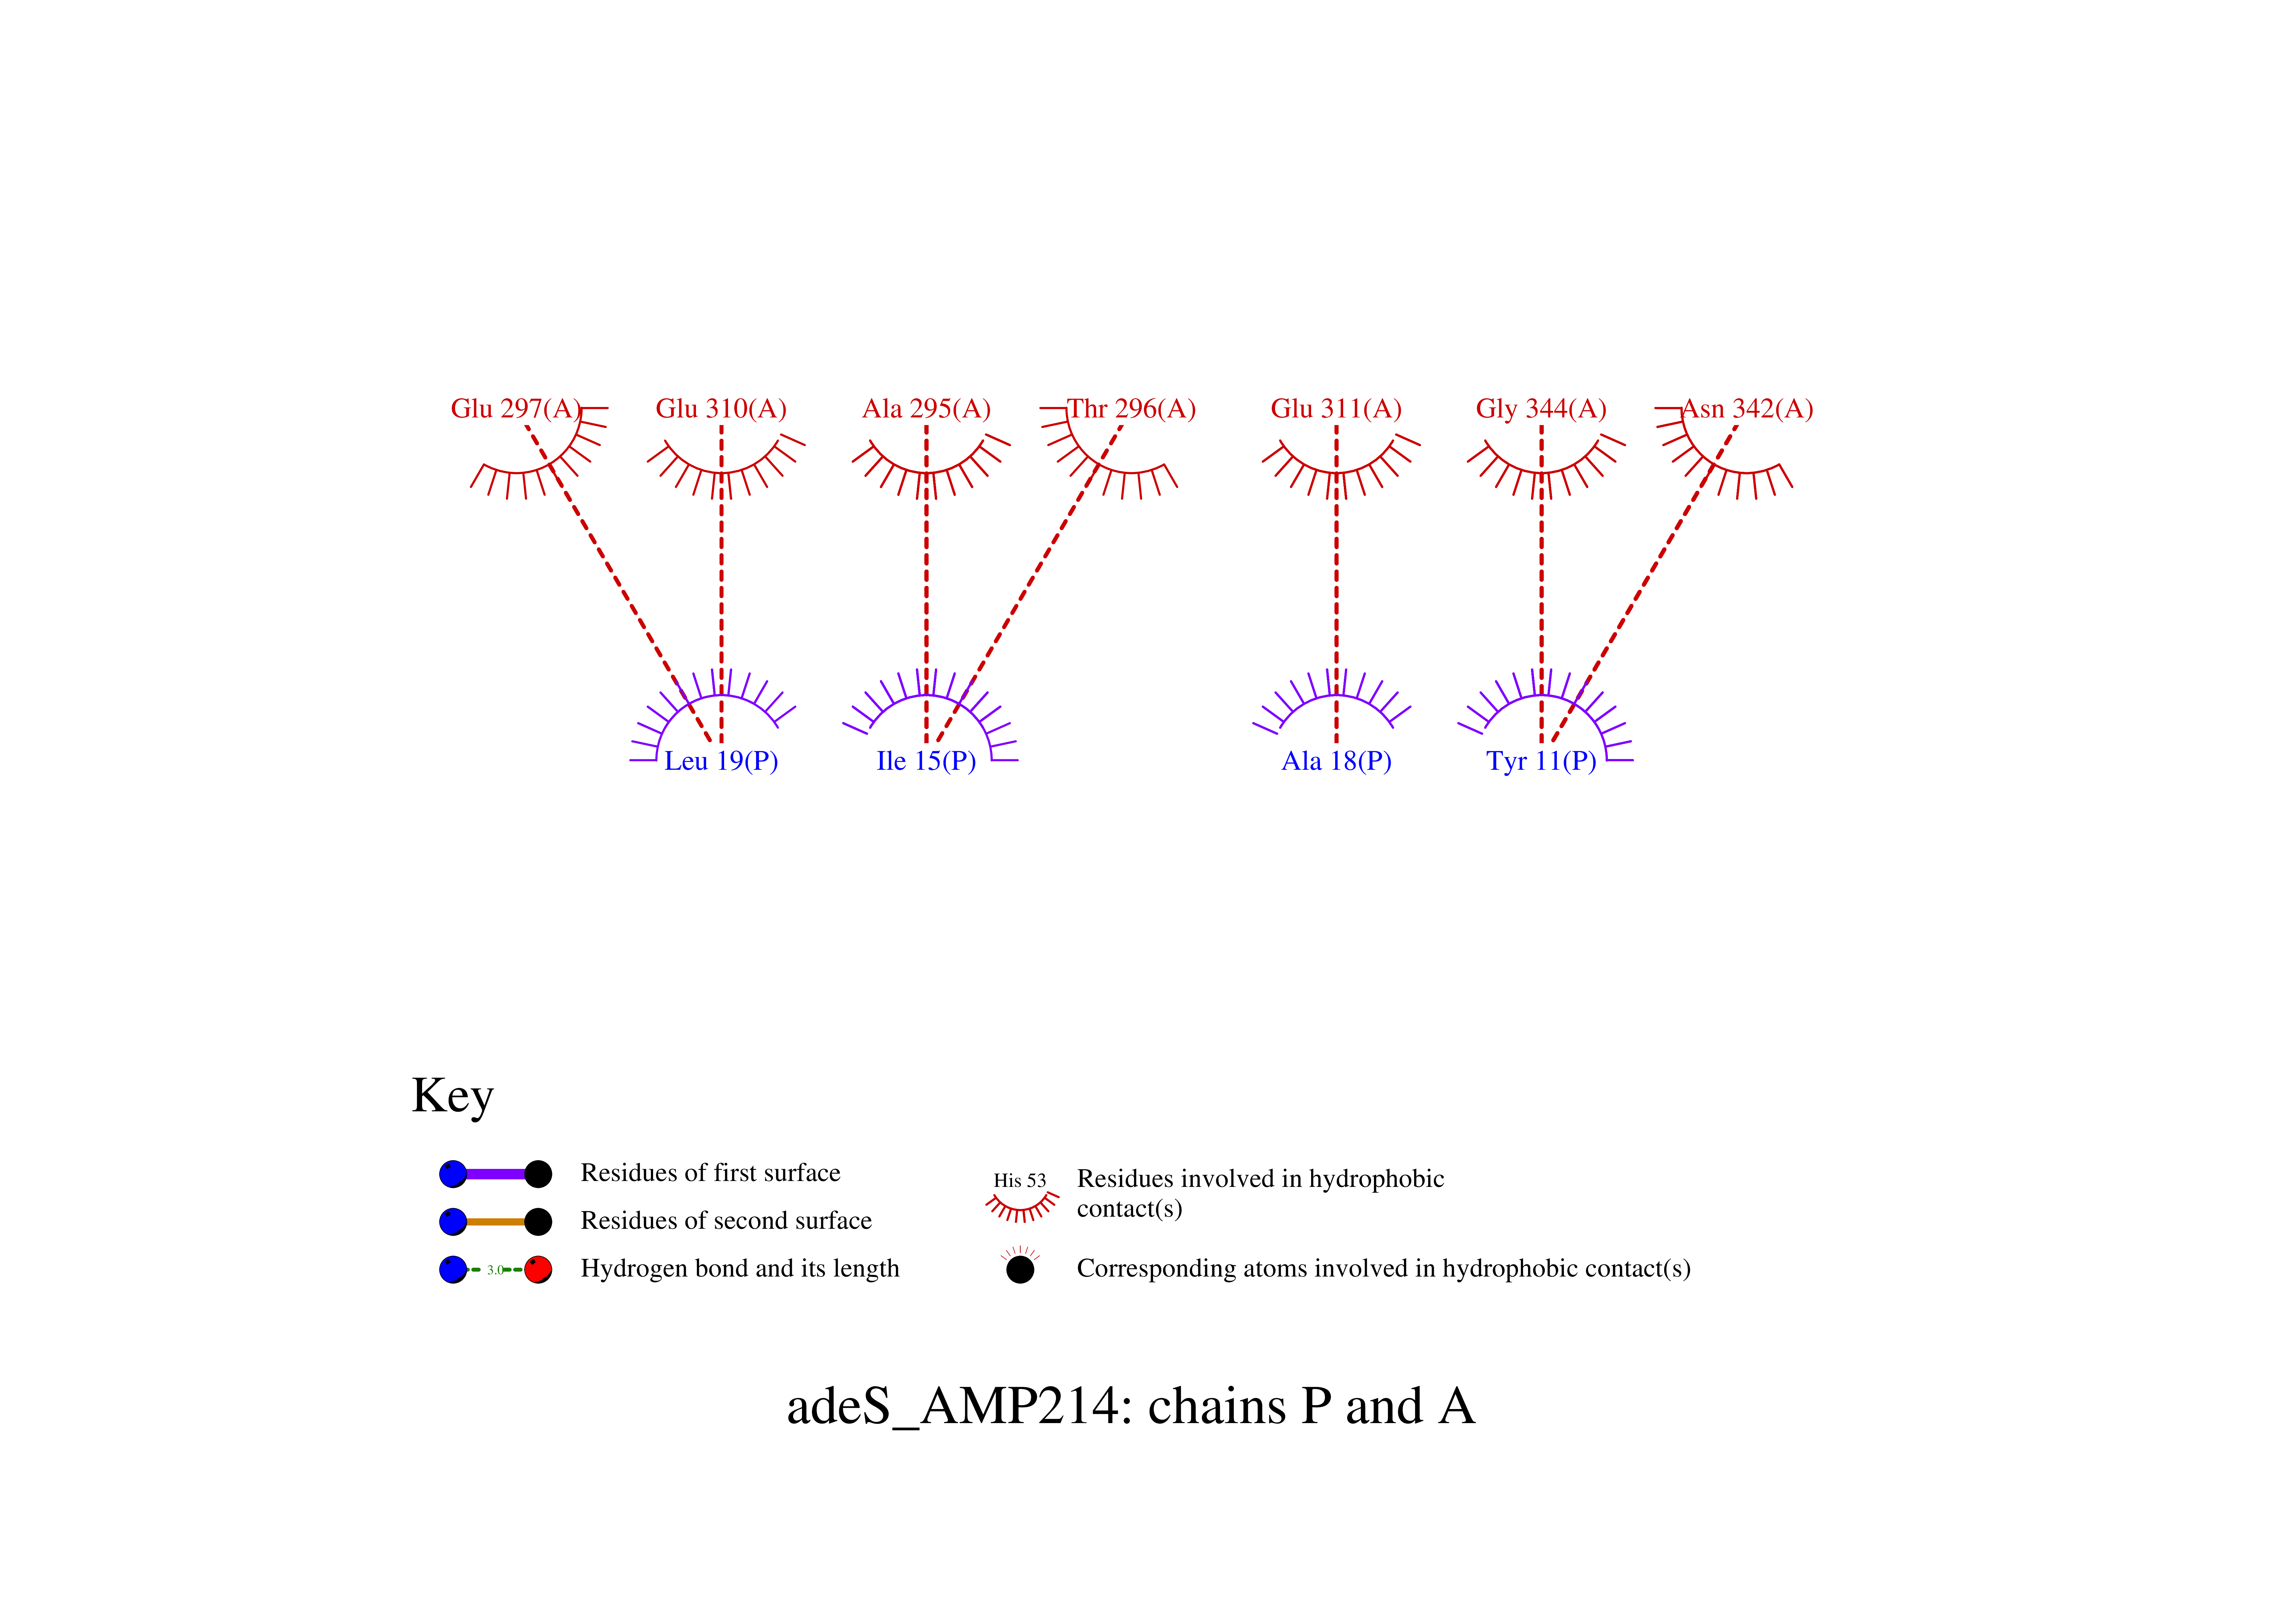 Glu 297(A) Glu 310(A) Ala 295(A) Thr 296(A) Glu 311(A) Gly 344(A) Asn 342(A)
Leu 19(P) Ile 15(P) Ala 18(P) Tyr 11(P)
Key
Residues of first surface
Residues of second surface
3.0 Hydrogen bond and its length
His 53 Residues involved in hydrophobic
contact(s)
Corresponding atoms involved in hydrophobic contact(s)
adeS_AMP214: chains P and A